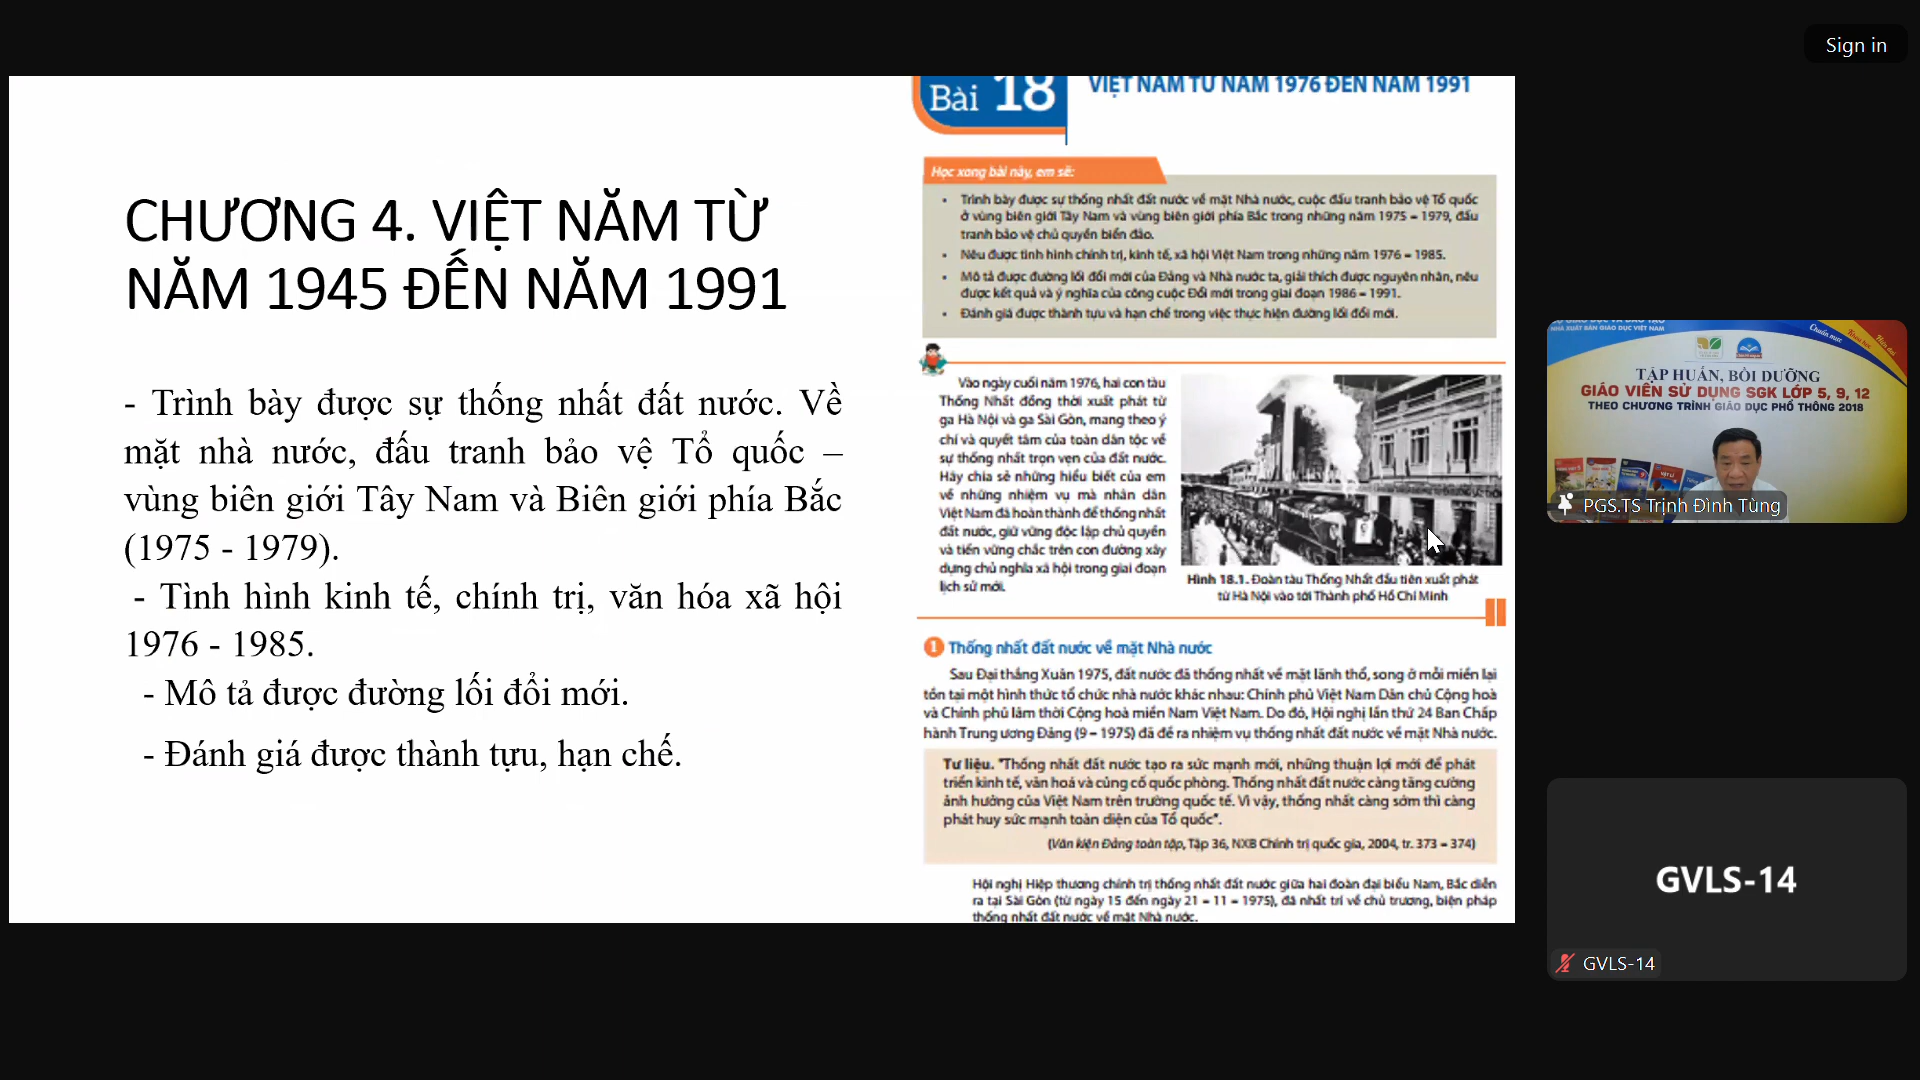 Sign in
CHƯƠNG 4. VIỆT NĂM TỪ
NĂM 1945 ĐẾN NĂM 1991
- Trình bày được sự thống nhất đất nước. Về
mặt nhà nước, đấu tranh bảo vệ Tổ quốc –
vùng biên giới Tây Nam và Biên giới phía Bắc
(1975 - 1979).
- Tình hình kinh tế, chính trị, văn hóa xã hội
1976 - 1985.
- Mô tả được đường lối đổi mới.
- Đánh giá được thành tựu, hạn chế.
Bài 18
VIỆT NAM TỪ NĂM 1976 ĐẾN NĂM 1991
Học xong bài này, em sẽ:
• Trình bày được sự thống nhất đất nước về mặt Nhà nước, cuộc đấu tranh bảo vệ Tổ quốc
ở vùng biên giới Tây Nam và vùng biên giới phía Bắc trong những năm 1975 – 1979, đấu
tranh bảo vệ chủ quyền biển đảo.
• Nêu được tình hình chính trị, kinh tế, xã hội Việt Nam trong những năm 1976 – 1985.
• Mô tả được đường lối đổi mới của Đảng và Nhà nước ta, giải thích được nguyên nhân, nêu
được kết quả và ý nghĩa của công cuộc Đổi mới trong giai đoạn 1986 – 1991.
• Đánh giá được thành tựu và hạn chế trong việc thực hiện đường lối đổi mới.
Vào ngày cuối năm 1976, hai con tàu
Thống Nhất đồng thời xuất phát từ
ga Hà Nội và ga Sài Gòn, mang theo ý
chí và quyết tâm của toàn dân tộc về
sự thống nhất trọn vẹn của đất nước.
Hãy chia sẻ những hiểu biết của em
về những nhiệm vụ mà nhân dân
Việt Nam đã hoàn thành để thống nhất
đất nước, giữ vững độc lập chủ quyền
và tiến vững chắc trên con đường xây
dựng chủ nghĩa xã hội trong giai đoạn
lịch sử mới.
Hình 18.1. Đoàn tàu Thống Nhất đầu tiên xuất phát
từ Hà Nội vào tới Thành phố Hồ Chí Minh
1 Thống nhất đất nước về mặt Nhà nước
Sau Đại thắng Xuân 1975, đất nước đã thống nhất về mặt lãnh thổ, song ở mỗi miền lại
tồn tại một hình thức tổ chức nhà nước khác nhau: Chính phủ Việt Nam Dân chủ Cộng hoà
và Chính phủ lâm thời Cộng hoà miền Nam Việt Nam. Do đó, Hội nghị lần thứ 24 Ban Chấp
hành Trung ương Đảng (9 – 1975) đã đề ra nhiệm vụ thống nhất đất nước về mặt Nhà nước.
Tư liệu. "Thống nhất đất nước tạo ra sức mạnh mới, những thuận lợi mới để phát
triển kinh tế, văn hoá và củng cố quốc phòng. Thống nhất đất nước càng tăng cường
ảnh hưởng của Việt Nam trên trường quốc tế. Vì vậy, thống nhất càng sớm thì càng
phát huy sức mạnh toàn diện của Tổ quốc".
(Văn kiện Đảng toàn tập, Tập 36, NXB Chính trị quốc gia, 2004, tr. 373 – 374)
Hội nghị Hiệp thương chính trị thống nhất đất nước giữa hai đoàn đại biểu Nam, Bắc diễn
ra tại Sài Gòn (từ ngày 15 đến ngày 21 – 11 – 1975), đã nhất trí về chủ trương, biện pháp
thống nhất đất nước về mặt Nhà nước.
NHÀ XUẤT BẢN GIÁO DỤC VIỆT NAM
TẬP HUẤN, BỒI DƯỠNG
GIÁO VIÊN SỬ DỤNG SGK LỚP 5, 9, 12
THEO CHƯƠNG TRÌNH GIÁO DỤC PHỔ THÔNG 2018
PGS.TS Trịnh Đình Tùng
GVLS-14
GVLS-14